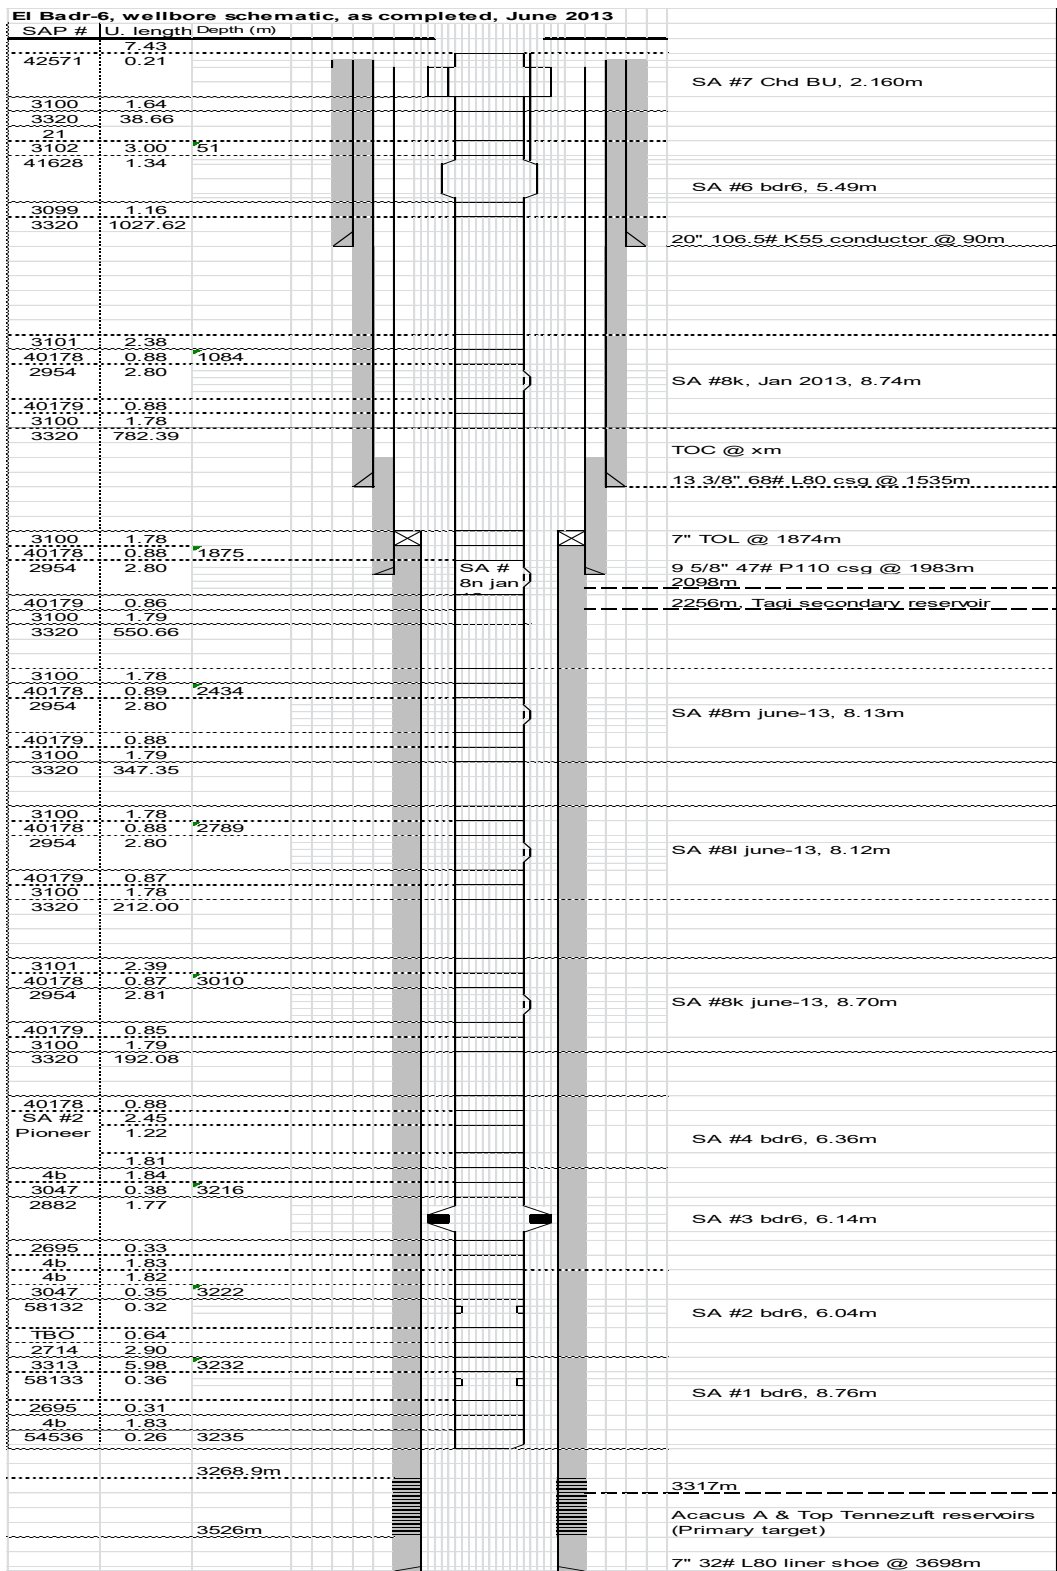 El Badr-6, wellbore schematic, as completed, June 2013
SAP # U. length Depth (m)
7.43
42571 0.21
SA #7 Chd BU, 2.160m
3100 1.64
3320 38.66
21
3102 3.00 51
41628 1.34
SA #6 bdr6, 5.49m
3099 1.16
3320 1027.62
20" 106.5# K55 conductor @ 90m
3101 2.38
40178 0.88 1084
2954 2.80
SA #8k, Jan 2013, 8.74m
40179 0.88
3100 1.78
3320 782.39
TOC @ xm
13 3/8" 68# L80 csg @ 1535m
3100 1.78 7" TOL @ 1874m
40178 0.88 1875
2954 2.80 SA # 9 5/8" 47# P110 csg @ 1983m
8n jan 2098m
40179 0.86 2256m, Tagi secondary reservoir
3100 1.79
3320 550.66
3100 1.78
40178 0.89 2434
2954 2.80
SA #8m june-13, 8.13m
40179 0.88
3100 1.79
3320 347.35
3100 1.78
40178 0.88 2789
2954 2.80
SA #8l june-13, 8.12m
40179 0.87
3100 1.78
3320 212.00
3101 2.39
40178 0.87 3010
2954 2.81
SA #8k june-13, 8.70m
40179 0.85
3100 1.79
3320 192.08
40178 0.88
SA #2 2.45
Pioneer 1.22
SA #4 bdr6, 6.36m
1.81
4b 1.84
3047 0.38 3216
2882 1.77
SA #3 bdr6, 6.14m
2695 0.33
4b 1.83
4b 1.82
3047 0.35 3222
58132 0.32
SA #2 bdr6, 6.04m
TBO 0.64
2714 2.90
3313 5.98 3232
58133 0.36
SA #1 bdr6, 8.76m
2695 0.31
4b 1.83
54536 0.26 3235
3268.9m
3317m
Acacus A & Top Tennezuft reservoirs
3526m (Primary target)
7" 32# L80 liner shoe @ 3698m